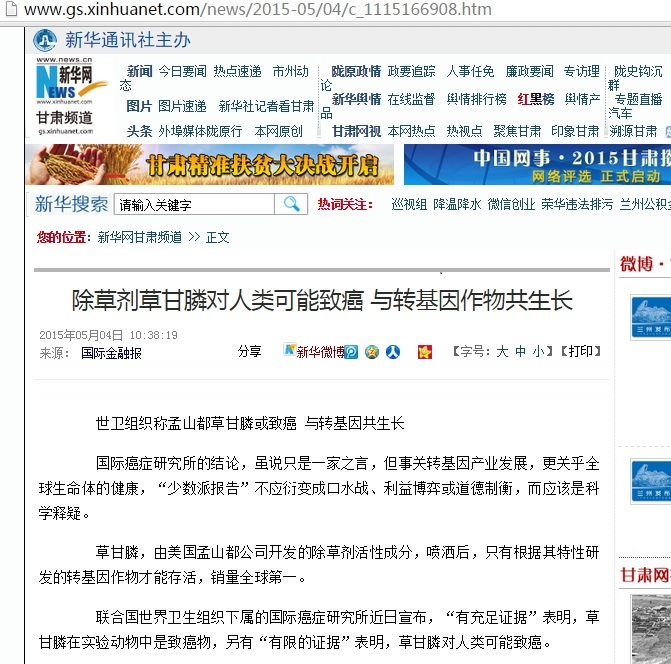 www.gs.xinhuanet.com/news/2015-05/04/c_1115166908.htm
新华通讯社主办
www.news.cn
新华网
NEWS
www.xinhuanet.com
甘肃频道
gs.xinhuanet.com
新闻 今日要闻 热点速递 市州动态
图片 图片速递 新华社记者看甘肃
头条 外埠媒体陇原行 本网原创
陇原政情 政要追踪 人事任免 廉政要闻 专访理论
新华舆情 在线监督 舆情排行榜 红黑榜 舆情产品
甘肃网视 本网热点 热视点 聚焦甘肃 印象甘肃
陇史钩沉
群
专题直播
汽车
溯源甘肃
甘肃精准扶贫大决战开启
中国网事·2015甘肃
网络评选 正式启动
新华搜索 请输入关键字 热词关注: 巡视组 降温降水 微信创业 荣华违法排污 兰州公积金
您的位置: 新华网甘肃频道 >> 正文
微博·
除草剂草甘膦对人类可能致癌 与转基因作物共生长
2015年05月04日 10:38:19
来源: 国际金融报 分享 新华微博 【字号: 大 中 小】【打印】
世卫组织称孟山都草甘膦或致癌 与转基因共生长
国际癌症研究所的结论，虽说只是一家之言，但事关转基因产业发展，更关乎全
球生命体的健康，“少数派报告”不应衍变成口水战、利益博弈或道德制衡，而应该是科
学释疑。
草甘膦，由美国孟山都公司开发的除草剂活性成分，喷洒后，只有根据其特性研
发的转基因作物才能存活，销量全球第一。
联合国世界卫生组织下属的国际癌症研究所近日宣布，“有充足证据”表明，草
甘膦在实验动物中是致癌物，另有“有限的证据”表明，草甘膦对人类可能致癌。
兰州发布
兰州发布
甘肃网